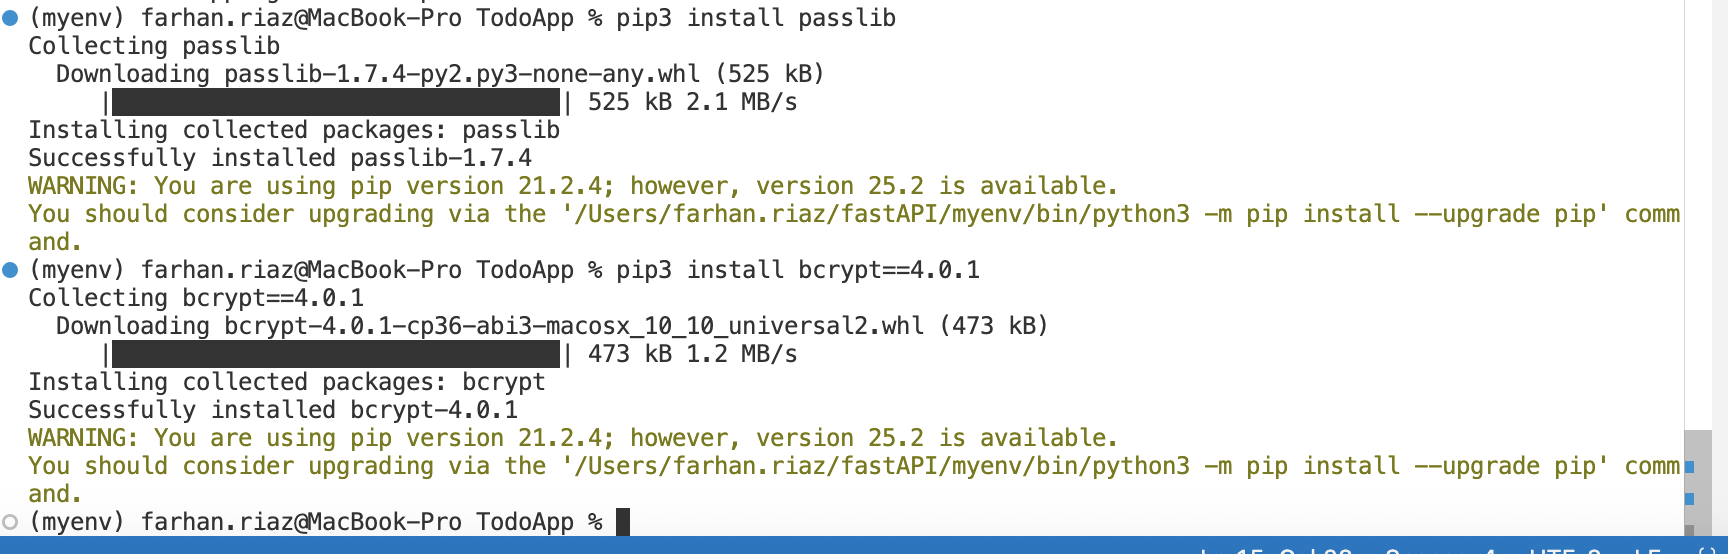 (myenv) farhan.riaz@MacBook-Pro TodoApp % pip3 install passlib
Collecting passlib
  Downloading passlib-1.7.4-py2.py3-none-any.whl (525 kB)
     |████████████████████████████████| 525 kB 2.1 MB/s
Installing collected packages: passlib
Successfully installed passlib-1.7.4
WARNING: You are using pip version 21.2.4; however, version 25.2 is available.
You should consider upgrading via the '/Users/farhan.riaz/fastAPI/myenv/bin/python3 -m pip install --upgrade pip' comm
and.
(myenv) farhan.riaz@MacBook-Pro TodoApp % pip3 install bcrypt==4.0.1
Collecting bcrypt==4.0.1
  Downloading bcrypt-4.0.1-cp36-abi3-macosx_10_10_universal2.whl (473 kB)
     |████████████████████████████████| 473 kB 1.2 MB/s
Installing collected packages: bcrypt
Successfully installed bcrypt-4.0.1
WARNING: You are using pip version 21.2.4; however, version 25.2 is available.
You should consider upgrading via the '/Users/farhan.riaz/fastAPI/myenv/bin/python3 -m pip install --upgrade pip' comm
and.
(myenv) farhan.riaz@MacBook-Pro TodoApp %